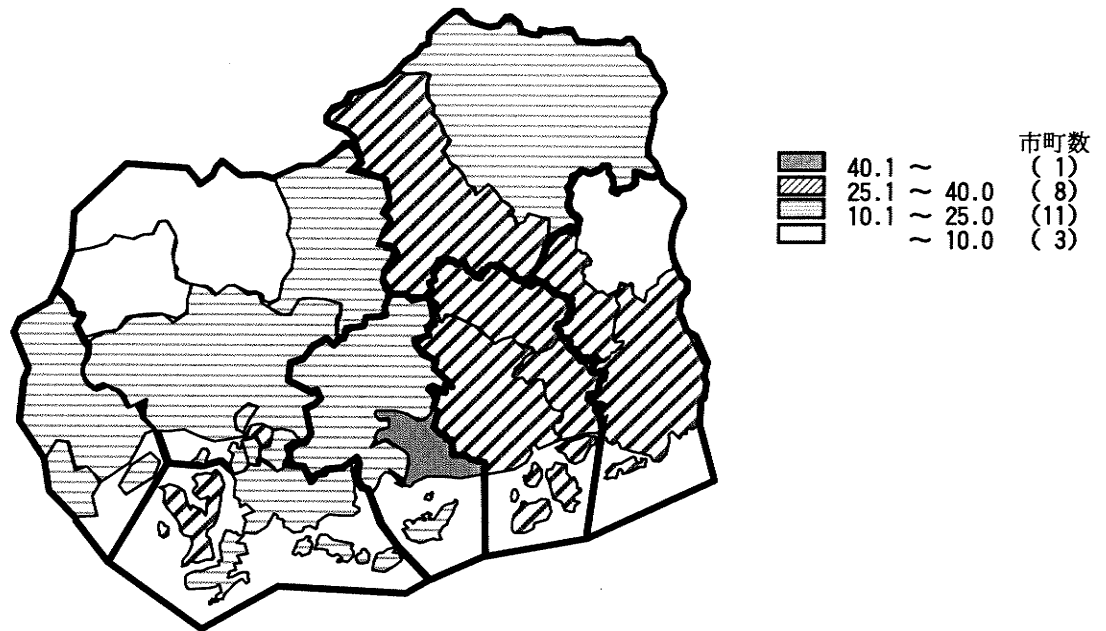 市町数
40.1 ～ ( 1)
25.1 ～ 40.0 ( 8)
10.1 ～ 25.0 (11)
～ 10.0 ( 3)